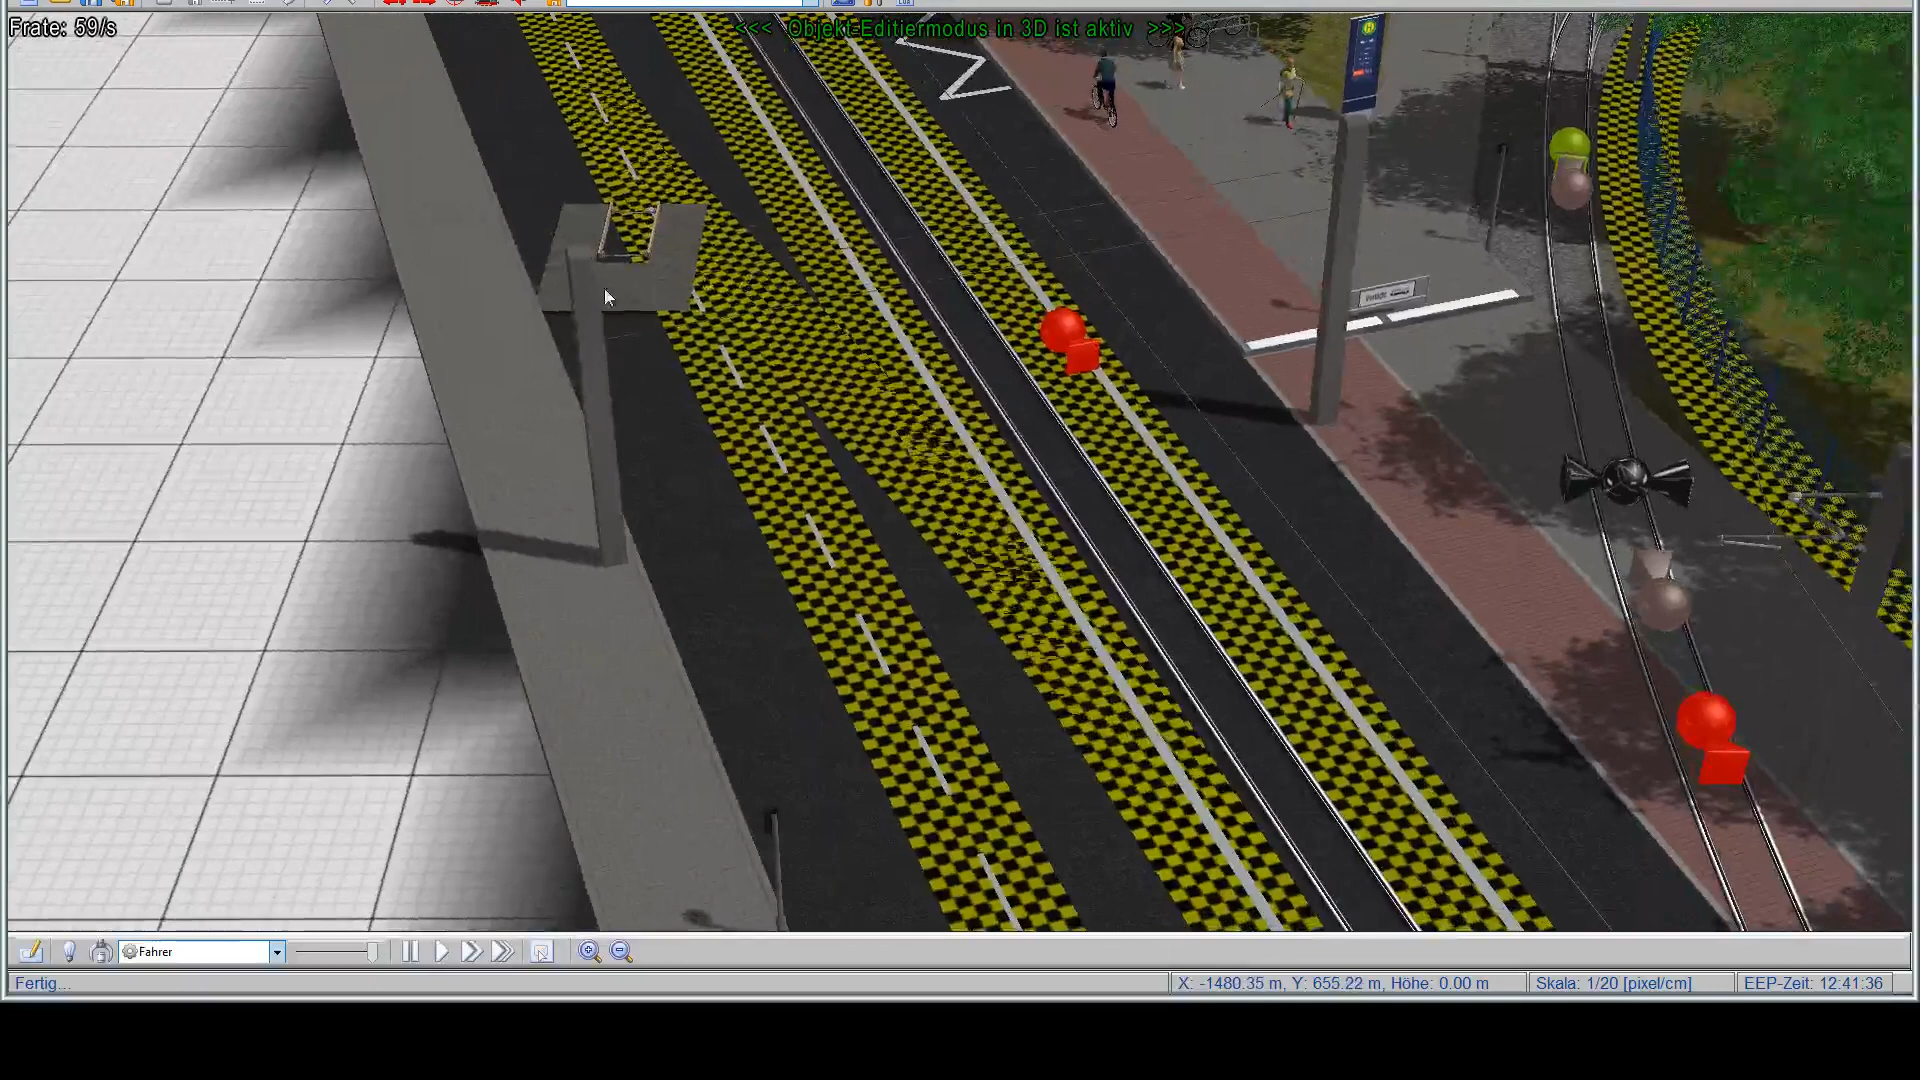 Frate: 59/s
<<< Objekt-Editiermodus in 3D ist aktiv >>>
H
Fahrer
Fertig...
X: -1480.35 m, Y: 655.22 m, Höhe: 0.00 m
Skala: 1/20 [pixel/cm]
EEP-Zeit: 12:41:36